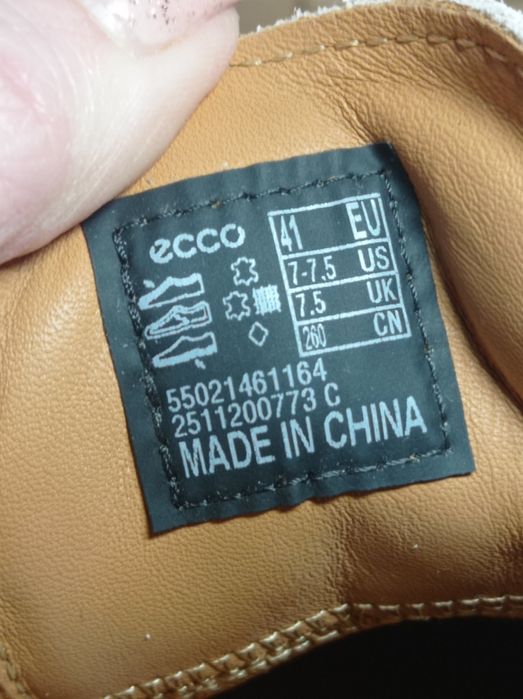 ecco
41 EU
7-7.5 US
7.5 UK
260 CN
55021461164
2511200773 C
MADE IN CHINA